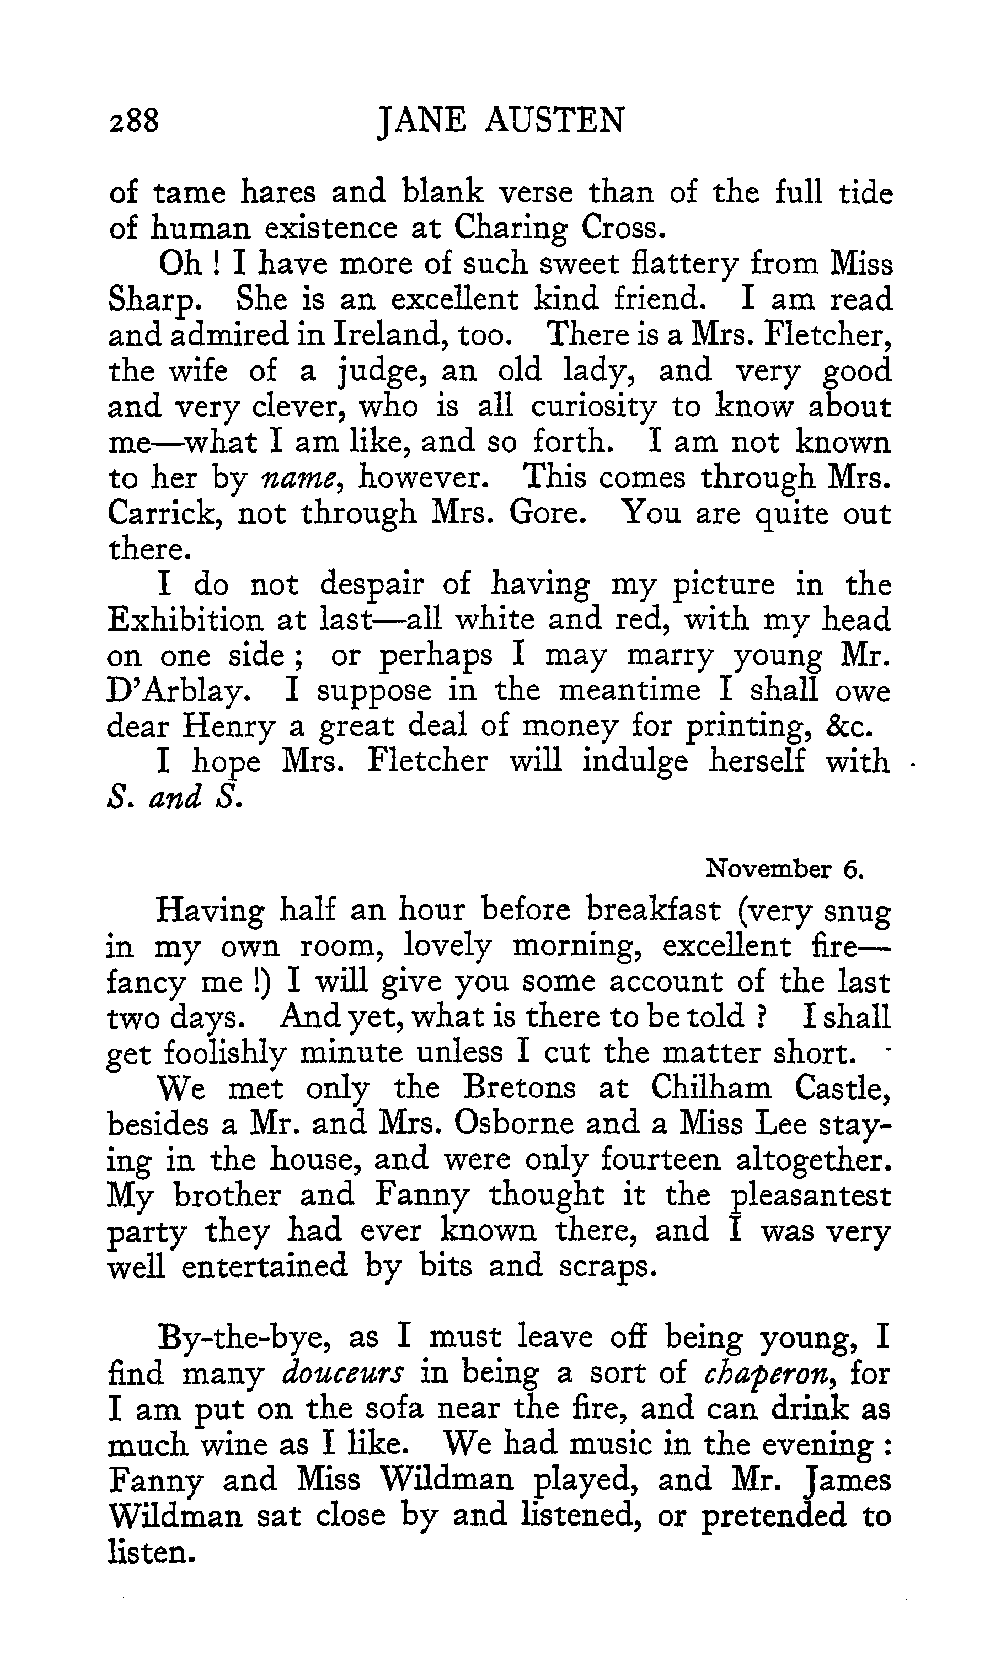 288 JANE AUSTEN
of tame hares and blank verse than of the full tide
of human existence at Charing Cross.
Oh ! I have more of such sweet flattery from Miss
Sharp. She is an excellent kind friend. I am read
and admired in Ireland, too. There is a Mrs. Fletcher,
the wife of a judge, an old lady, and very good
and very clever, who is all curiosity to know about
me—what I am like, and so forth. I am not known
to her by name, however. This comes through Mrs.
Carrick, not through Mrs. Gore. You are quite out
there.
I do not despair of having my picture in the
Exhibition at last—all white and red, with my head
on one side ; or perhaps I may marry young Mr.
D’Arblay. I suppose in the meantime I shall owe
dear Henry a great deal of money for printing, &c.
I hope Mrs. Fletcher will indulge herself with
S. and S.
November 6.
Having half an hour before breakfast (very snug
in my own room, lovely morning, excellent fire—
fancy me !) I will give you some account of the last
two days. And yet, what is there to be told ? I shall
get foolishly minute unless I cut the matter short.
We met only the Bretons at Chilham Castle,
besides a Mr. and Mrs. Osborne and a Miss Lee stay-
ing in the house, and were only fourteen altogether.
My brother and Fanny thought it the pleasantest
party they had ever known there, and I was very
well entertained by bits and scraps.
By-the-bye, as I must leave off being young, I
find many douceurs in being a sort of chaperon, for
I am put on the sofa near the fire, and can drink as
much wine as I like. We had music in the evening :
Fanny and Miss Wildman played, and Mr. James
Wildman sat close by and listened, or pretended to
listen.